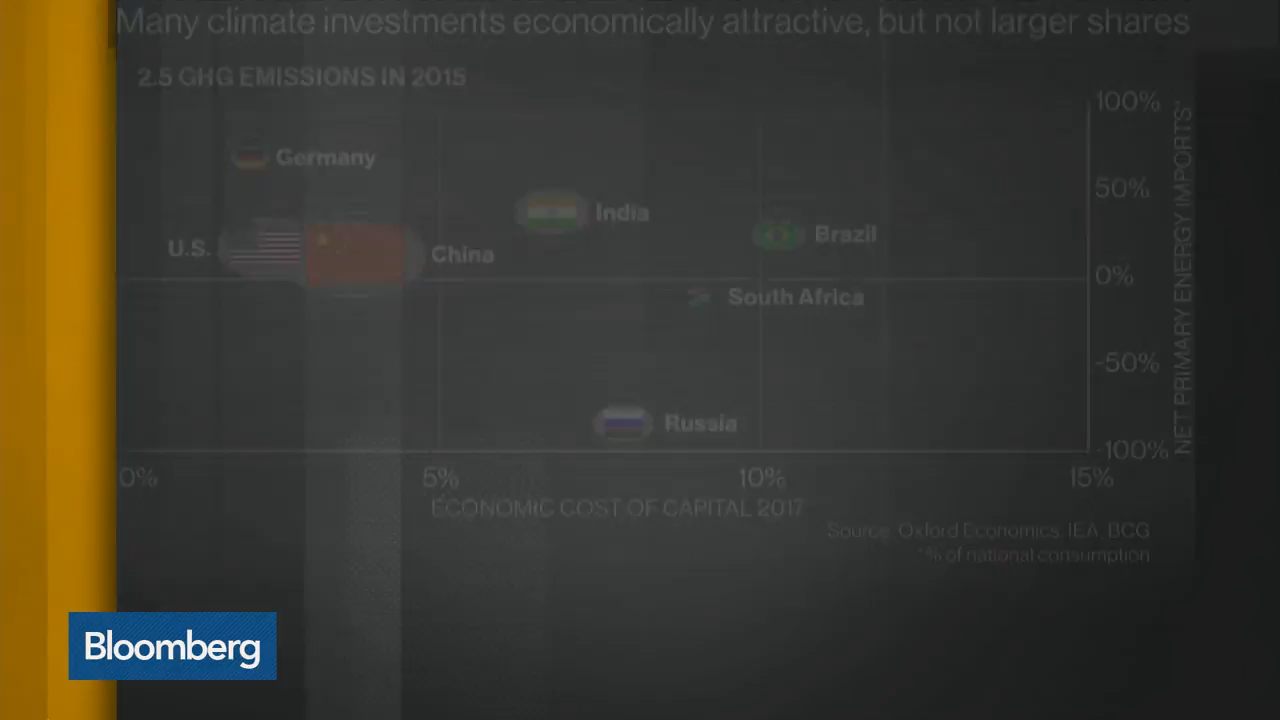 Many climate investments economically attractive, but not larger shares
2.5 GHG EMISSIONS IN 2015
100%
Germany
50%
India
Brazil
U.S.
China
0%
South Africa
-50%
Russia
-100%
NET PRIMARY ENERGY IMPORTS*
0%
5%
10%
15%
ECONOMIC COST OF CAPITAL 2017
Source: Oxford Economics, IEA, BCG
*% of national consumption
Bloomberg